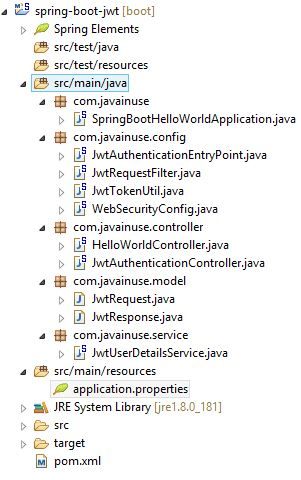 spring-boot-jwt [boot]
Spring Elements
src/test/java
src/test/resources
src/main/java
com.javainuse
SpringBootHelloWorldApplication.java
com.javainuse.config
JwtAuthenticationEntryPoint.java
JwtRequestFilter.java
JwtTokenUtil.java
WebSecurityConfig.java
com.javainuse.controller
HelloWorldController.java
JwtAuthenticationController.java
com.javainuse.model
JwtRequest.java
JwtResponse.java
com.javainuse.service
JwtUserDetailsService.java
src/main/resources
application.properties
JRE System Library [jre1.8.0_181]
src
target
pom.xml